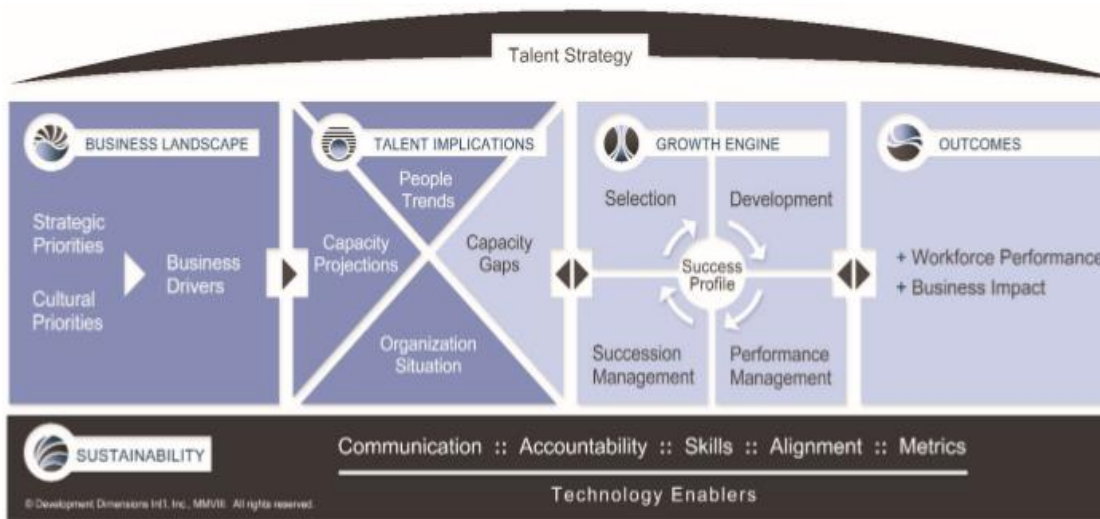 Talent Strategy
BUSINESS LANDSCAPE
Strategic
Priorities
Cultural
Priorities
Business
Drivers
TALENT IMPLICATIONS
People
Trends
Capacity
Projections
Capacity
Gaps
Organization
Situation
GROWTH ENGINE
Selection
Development
Success
Profile
Succession
Management
Performance
Management
OUTCOMES
+ Workforce Performance
+ Business Impact
SUSTAINABILITY
Communication :: Accountability :: Skills :: Alignment :: Metrics
Technology Enablers
© Development Dimensions Int'l, Inc., MMVIII. All rights reserved.